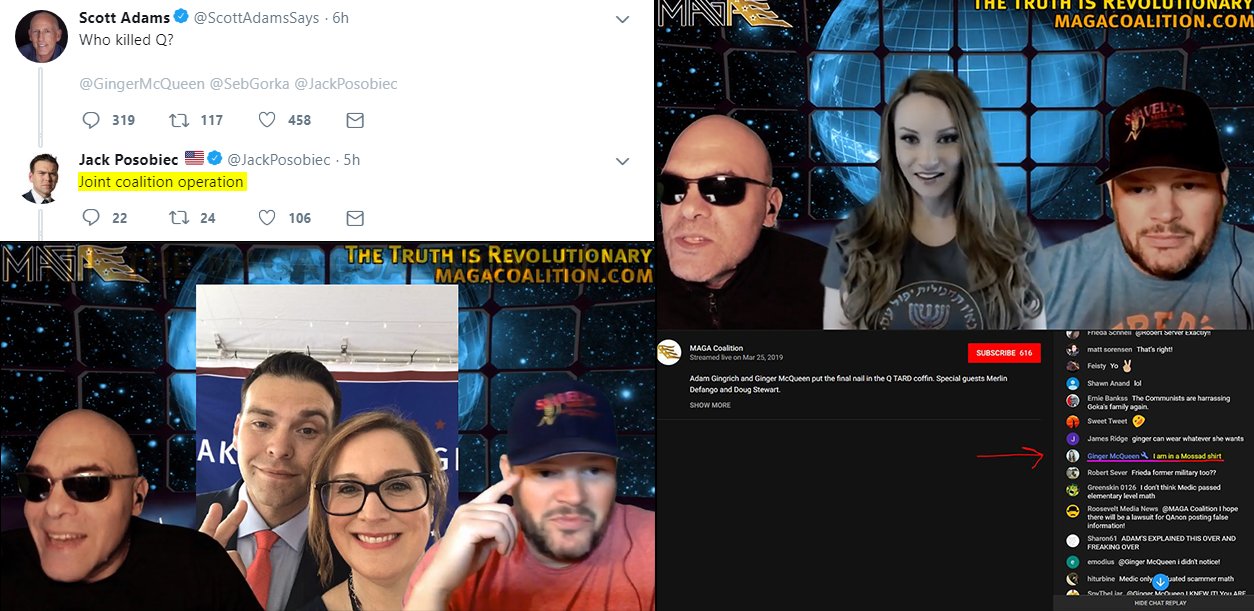 Scott Adams @ScottAdamsSays · 6h
Who killed Q?
@GingerMcQueen @SebGorka @JackPosobiec
319 117 458
Jack Posobiec @JackPosobiec · 5h
Joint coalition operation
22 24 106
THE TRUTH IS REVOLUTIONARY
MAGACOALITION.COM
MAGA
THE TRUTH IS REVOLUTIONARY
MAGACOALITION.COM
MAGA
AK
MAGA Coalition
Streamed live on Mar 25, 2019
SUBSCRIBE 616
Adam Gingrich and Ginger McQueen put the final nail in the Q TARD coffin. Special guests Merlin
Defango and Doug Stewart.
SHOW MORE
Frieda Schnell @Robert Server Exactly!!
matt sorensen That's right!
Feisty Yo
Shawn Anand lol
Ernie Bankss The Communists are harrassing
Goka's family again.
Sweet Tweet
James Ridge ginger can wear whatever she wants
Ginger McQueen I am in a Mossad shirt
Robert Sever Frieda former military too??
Greenskin 0126 I don't think Medic passed
elementary level math
Roosevelt Media News @MAGA Coalition I hope
there will be a lawsuit for QAnon posting false
information!
Sharon61 ADAM'S EXPLAINED THIS OVER AND
FREAKING OVER
emodius @Ginger McQueen i didn't notice!
hiturbine Medic only uated scammer math
SpyTheLiar @Ginger McQueen I KNEW IT! YOU ARE
HIDE CHAT REPLAY